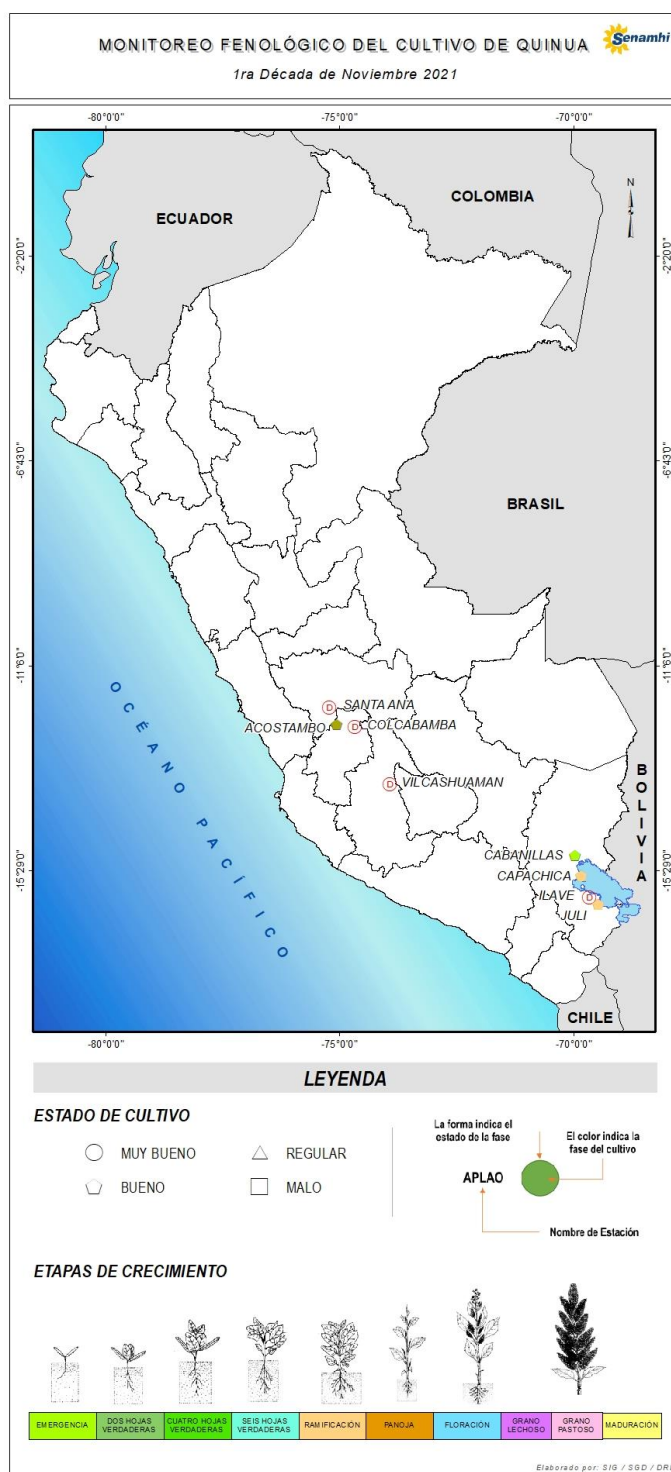 MONITOREO FENOLÓGICO DEL CULTIVO DE QUINUA
Senamhi
1ra Década de Noviembre 2021
-80°0'0" -75°0'0" -70°0'0"
N
COLOMBIA
ECUADOR
-2°20'0" -2°20'0"
-6°43'0" -6°43'0"
BRASIL
-11°0'0" -11°0'0"
OCÉANO PACÍFICO
D SANTA ANA
ACOSTAMBO D COLCABAMBA
D VILCASHUAMAN
BOLIVIA
CABANILLAS
-15°29'0" CAPACHICA -15°29'0"
ILAVE D
JULI
CHILE
-80°0'0" -75°0'0" -70°0'0"
LEYENDA
ESTADO DE CULTIVO
MUY BUENO
REGULAR
BUENO
MALO
La forma indica el
estado de la fase
El color indica la
fase del cultivo
APLAO
Nombre de Estación
ETAPAS DE CRECIMIENTO
EMERGENCIA
DOS HOJAS
VERDADERAS
CUATRO HOJAS
VERDADERAS
SEIS HOJAS
VERDADERAS
RAMIFICACIÓN
PANOJA
FLORACIÓN
GRANO
LECHOSO
GRANO
PASTOSO
MADURACIÓN
Elaborado por: SIG / SGD / DRD